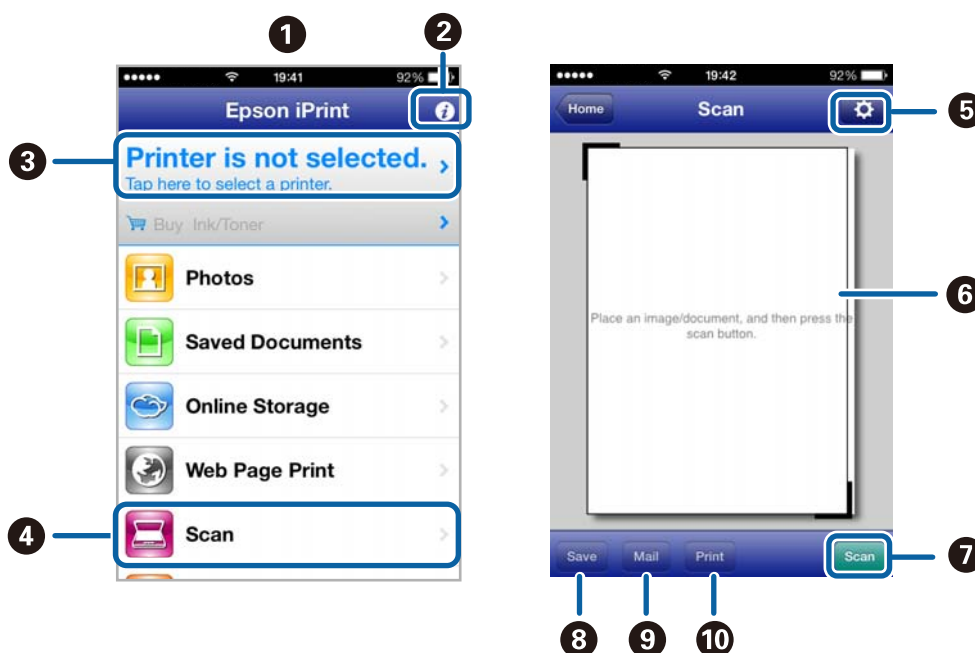 1
2
19:41
92%
Epson iPrint
3
Printer is not selected.
Tap here to select a printer.
Buy Ink/Toner
Photos
Saved Documents
Online Storage
Web Page Print
4
Scan
19:42
92%
Home
Scan
5
6
Place an image/document, and then press the
scan button.
Save
Mail
Print
Scan
7
8
9
10